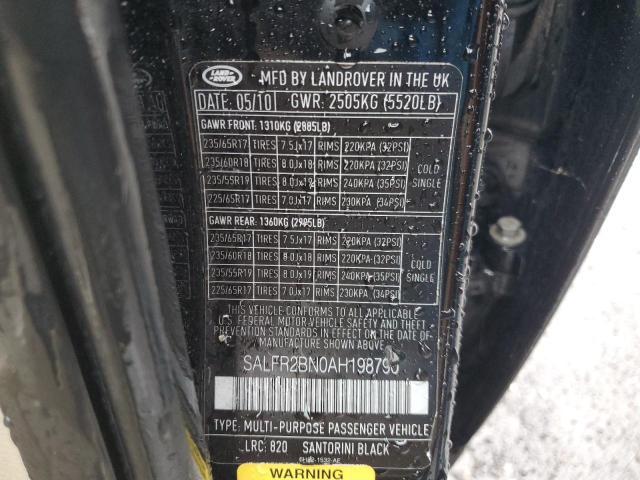 LAND-ROVER
MFD BY LANDROVER IN THE UK
DATE: 05/10 GWR: 2505KG (5520LB)
GAWR FRONT: 1310KG (2885LB)
235/65R17 TIRES 7.5Jx17 RIMS 220KPA (32PSI)
235/60R18 TIRES 8.0Jx18 RIMS 220KPA (32PSI) COLD
235/55R19 TIRES 8.0Jx19 RIMS 240KPA (35PSI) SINGLE
225/65R17 TIRES 7.0Jx17 RIMS 230KPA (34PSI)
GAWR REAR: 1360KG (2995LB)
235/65R17 TIRES 7.5Jx17 RIMS 220KPA (32PSI)
235/60R18 TIRES 8.0Jx18 RIMS 220KPA (32PSI) COLD
235/55R19 TIRES 8.0Jx19 RIMS 240KPA (35PSI) SINGLE
225/65R17 TIRES 7.0Jx17 RIMS 230KPA (34PSI)
THIS VEHICLE CONFORMS TO ALL APPLICABLE
U.S. FEDERAL MOTOR VEHICLE SAFETY AND THEFT
PREVENTION STANDARDS IN EFFECT ON THE DATE
OF MANUFACTURE SHOWN ABOVE
TYPE: MULTI-PURPOSE PASSENGER VEHICLE
LRC: 820 SANTORINI BLACK
WARNING